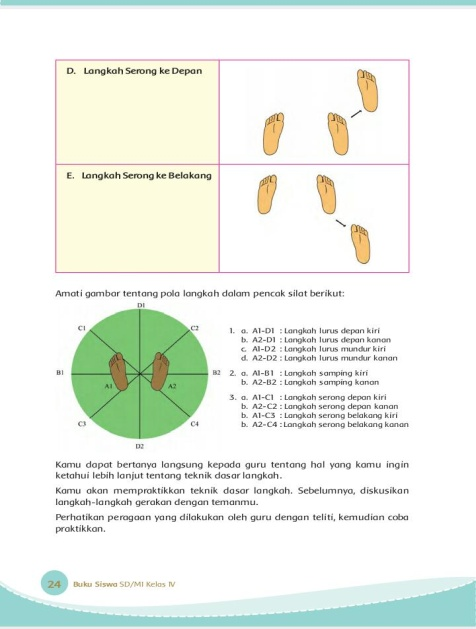 D. Langkah Serong ke Depan
E. Langkah Serong ke Belakang
Amati gambar tentang pola langkah dalam pencak silat berikut:
D1
C1
C2
B1
B2
A1
A2
C3
C4
D2
1. a. A1-D1 : Langkah lurus depan kiri
b. A2-D1 : Langkah lurus depan kanan
c. A1-D2 : Langkah lurus mundur kiri
d. A2-D2 : Langkah lurus mundur kanan
2. a. A1-B1 : Langkah samping kiri
b. A2-B2 : Langkah samping kanan
3. a. A1-C1 : Langkah serong depan kiri
b. A2-C2 : Langkah serong depan kanan
b. A1-C3 : Langkah serong belakang kiri
b. A2-C4 : Langkah serong belakang kanan
Kamu dapat bertanya langsung kepada guru tentang hal yang kamu ingin
ketahui lebih lanjut tentang teknik dasar langkah.
Kamu akan mempraktikkan teknik dasar langkah. Sebelumnya, diskusikan
langkah-langkah gerakan dengan temanmu.
Perhatikan peragaan yang dilakukan oleh guru dengan teliti, kemudian coba
praktikkan.
24 Buku Siswa SD/MI Kelas IV